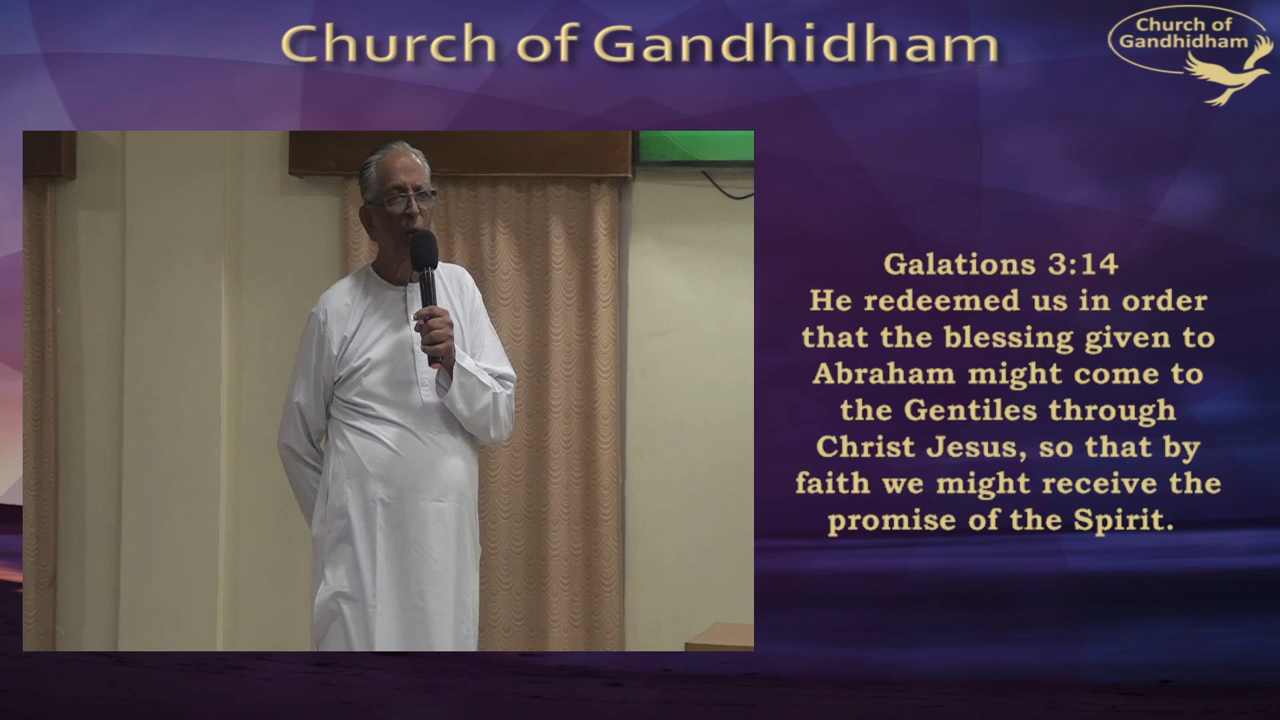 Church of Gandhidham
Church of
Gandhidham
Galations 3:14
He redeemed us in order
that the blessing given to
Abraham might come to
the Gentiles through
Christ Jesus, so that by
faith we might receive the
promise of the Spirit.